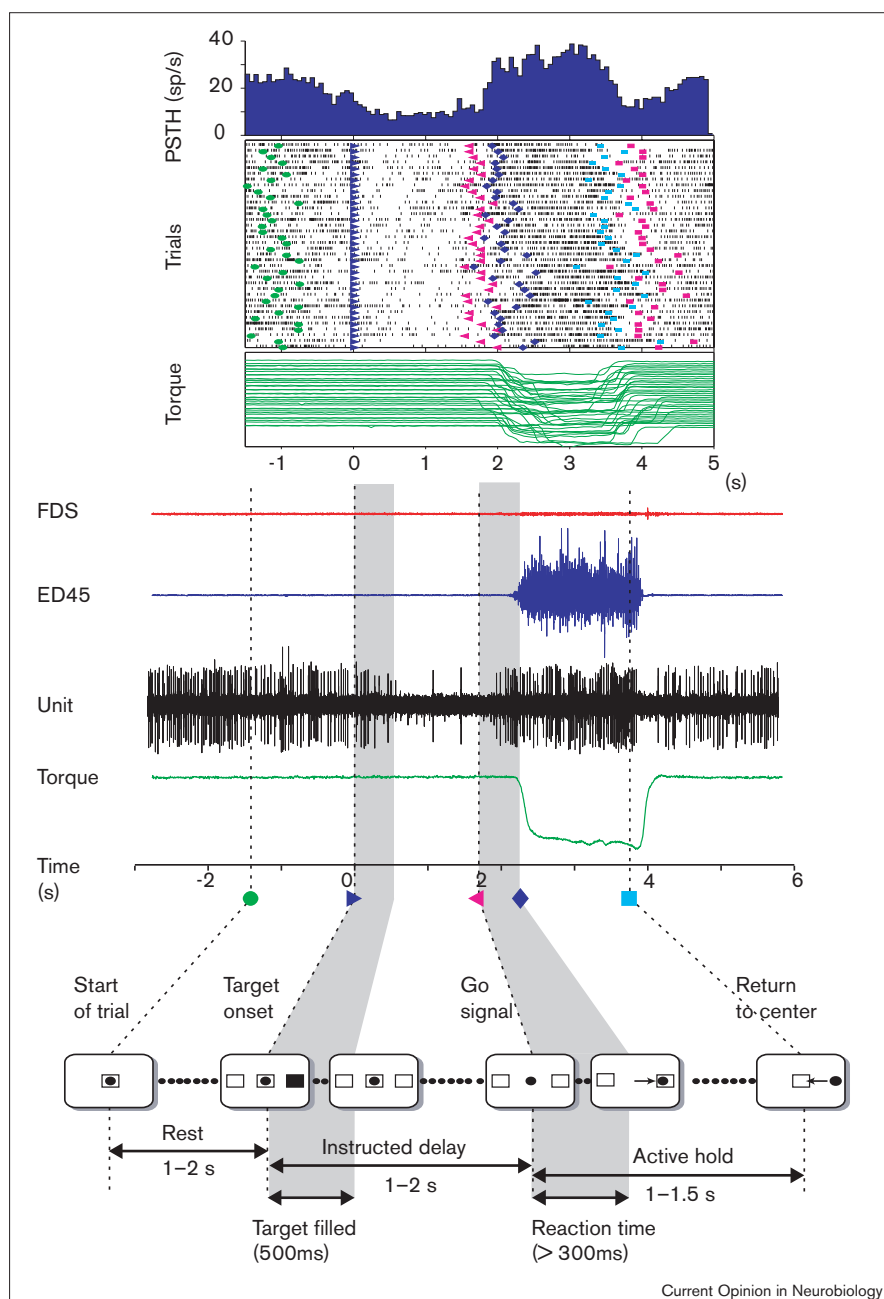 40
20
0
PSTH (sp/s)
Trials
Torque
-1 0 1 2 3 4 5
(s)
FDS
ED45
Unit
Torque
Time
(s)
-2 0 2 4 6
Start
of trial
Target
onset
Go
signal
Return
to center
Rest
1–2 s
Instructed delay
1–2 s
Active hold
1–1.5 s
Target filled
(500ms)
Reaction time
(> 300ms)
Current Opinion in Neurobiology